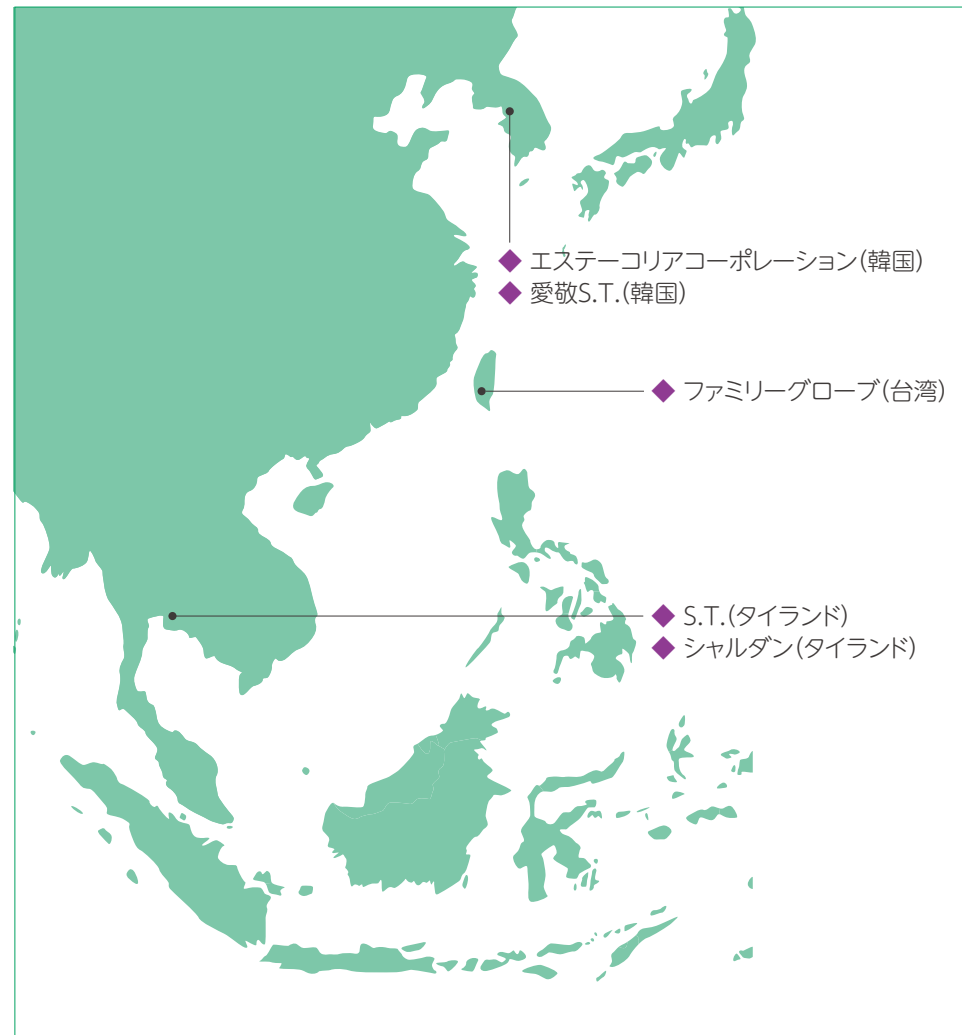 ◆ エステーコリアコーポレーション(韓国)
◆ 愛敬S.T.(韓国)
◆ ファミリーグローブ(台湾)
◆ S.T.(タイランド)
◆ シャルダン(タイランド)